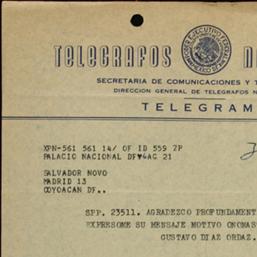 TELEGRAFOS N
SECRETARIA DE COMUNICACIONES Y T
DIRECCION GENERAL DE TELEGRAFOS N
TELEGRAM
XPN-561 561 14/ OF ID 559 7P
PALACIO NACIONAL DF♥4AG 21
SALVADOR NOVO
MADRID 13
COYOACAN DF..
SPP. 23511. AGRADEZCO PROFUNDAMENT
EXPRESOME SU MENSAJE MOTIVO ONOMAS
GUSTAVO DIAZ ORDAZ.